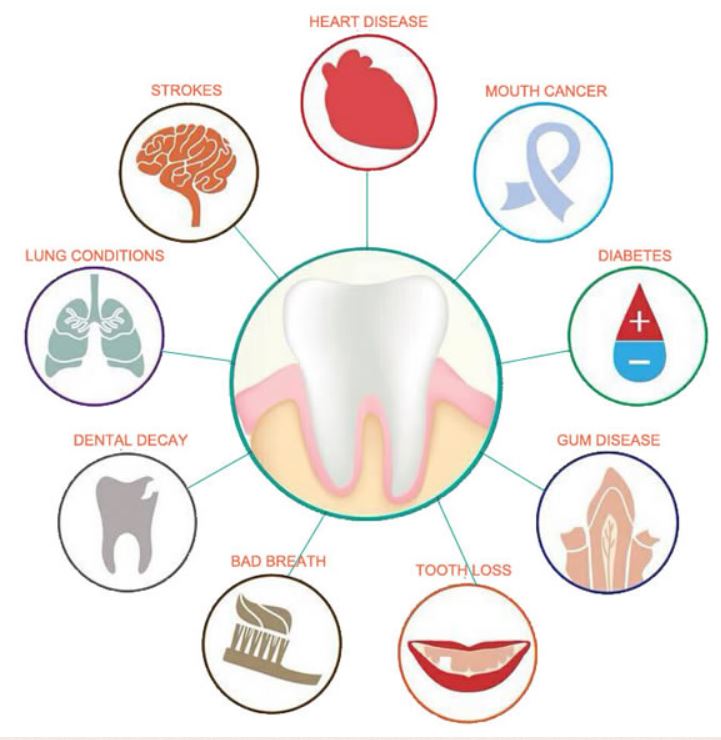 HEART DISEASE
STROKES
MOUTH CANCER
LUNG CONDITIONS
DIABETES
DENTAL DECAY
GUM DISEASE
BAD BREATH
TOOTH LOSS